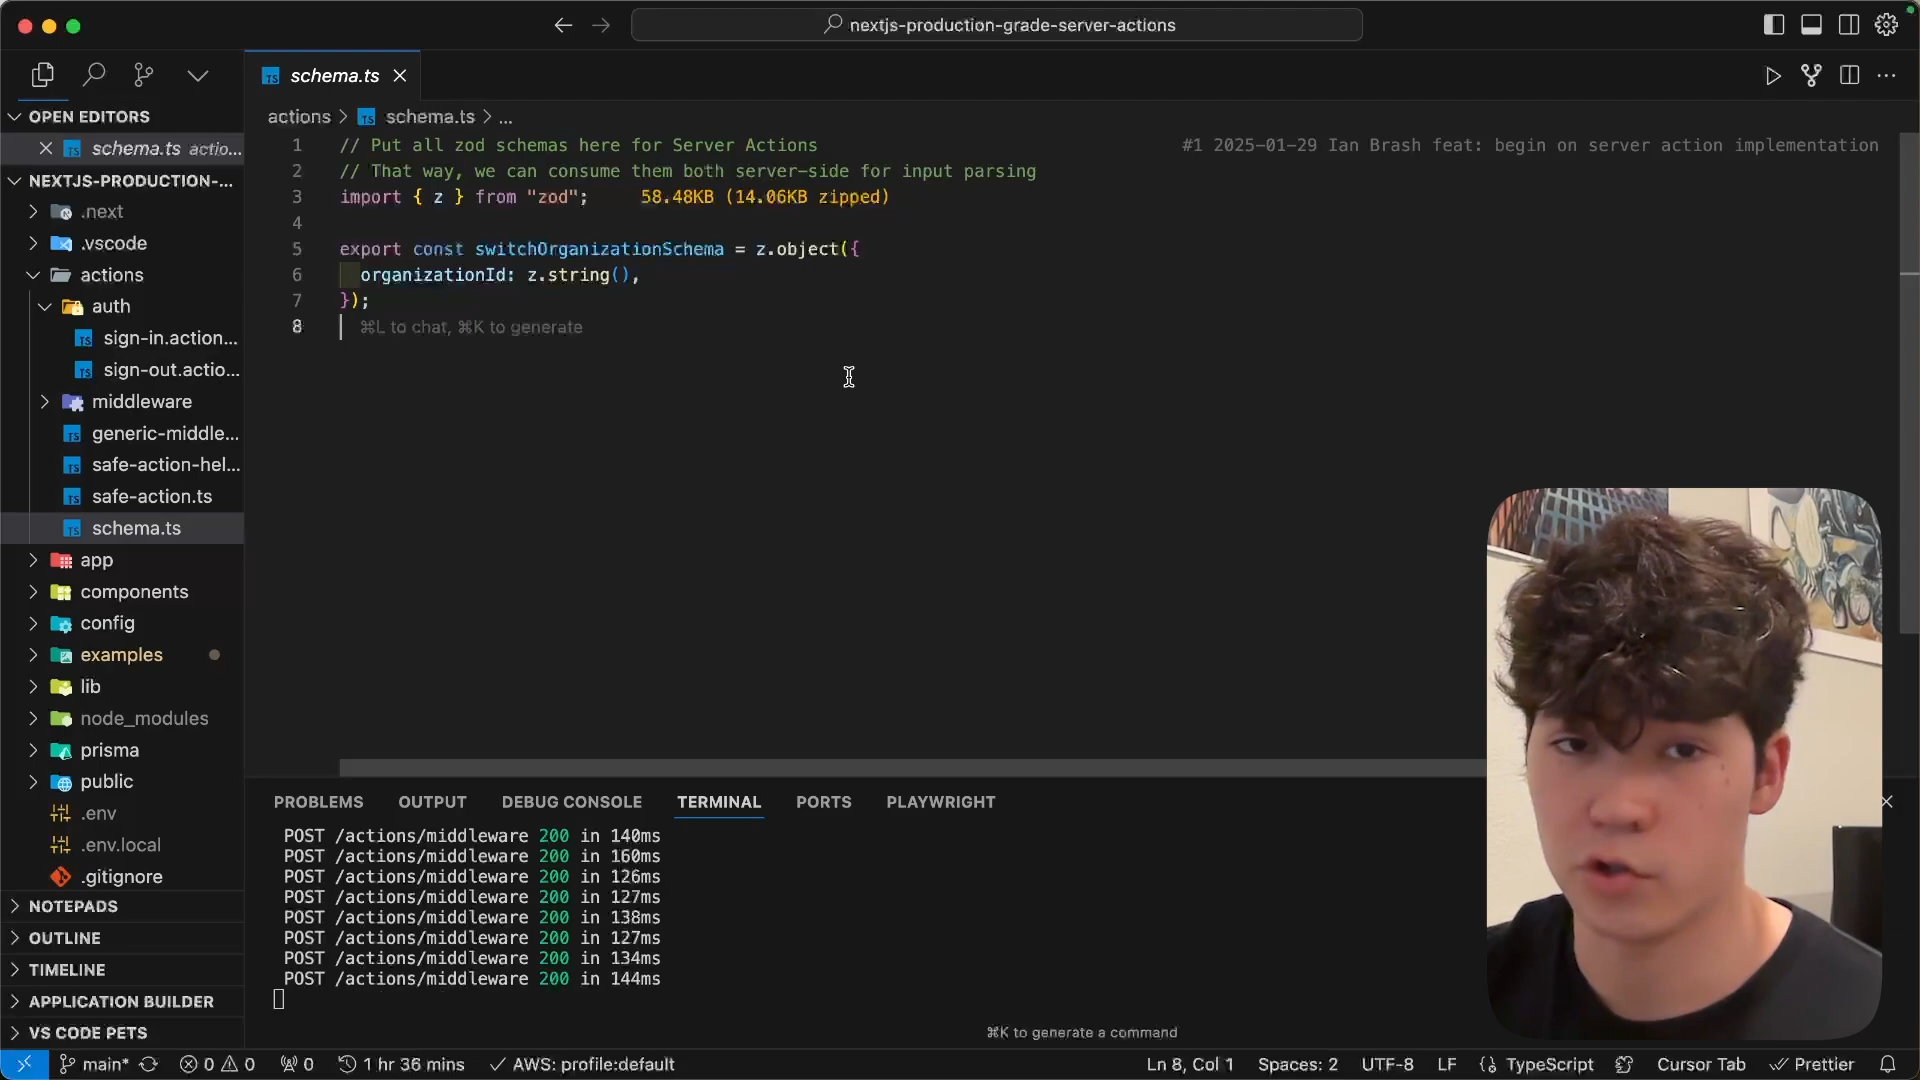 nextjs-production-grade-server-actions
schema.ts
OPEN EDITORS
schema.ts actio...
NEXTJS-PRODUCTION-...
.next
.vscode
actions
auth
sign-in.action...
sign-out.actio...
middleware
generic-middle...
safe-action-hel...
safe-action.ts
schema.ts
app
components
config
examples
lib
node_modules
prisma
public
.env
.env.local
.gitignore
NOTEPADS
OUTLINE
TIMELINE
APPLICATION BUILDER
VS CODE PETS
actions > schema.ts > ...
1 // Put all zod schemas here for Server Actions #1 2025-01-29 Ian Brash feat: begin on server action implementation
2 // That way, we can consume them both server-side for input parsing
3 import { z } from "zod"; 58.48KB (14.06KB zipped)
4
5 export const switchOrganizationSchema = z.object({
6 organizationId: z.string(),
7 });
8 ⌘L to chat, ⌘K to generate
PROBLEMS OUTPUT DEBUG CONSOLE TERMINAL PORTS PLAYWRIGHT
POST /actions/middleware 200 in 140ms
POST /actions/middleware 200 in 160ms
POST /actions/middleware 200 in 126ms
POST /actions/middleware 200 in 127ms
POST /actions/middleware 200 in 138ms
POST /actions/middleware 200 in 127ms
POST /actions/middleware 200 in 134ms
POST /actions/middleware 200 in 144ms
⌘K to generate a command
main* 0 0 0 1 hr 36 mins AWS: profile:default Ln 8, Col 1 Spaces: 2 UTF-8 LF {} TypeScript Cursor Tab Prettier